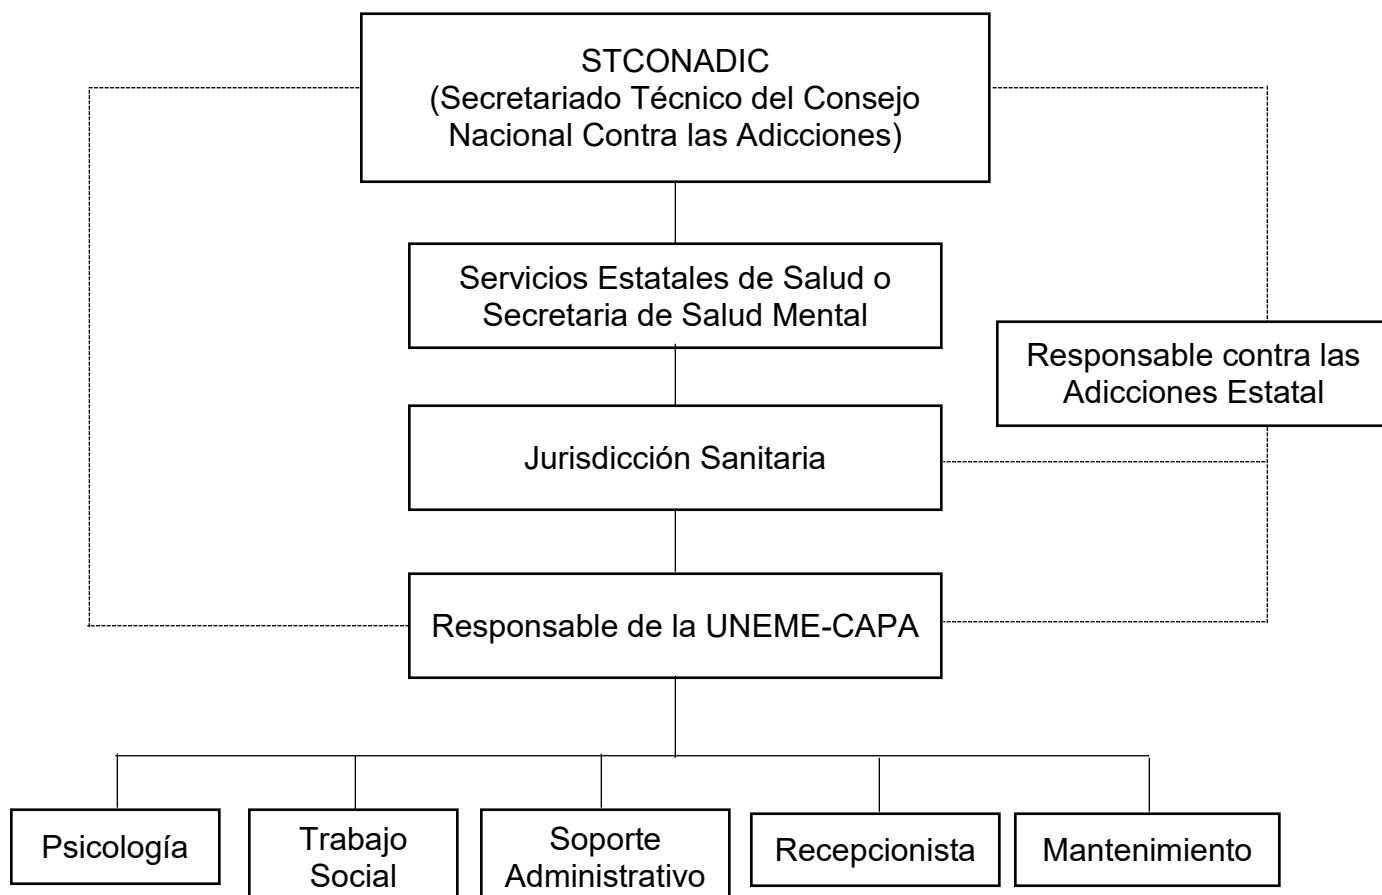 STCONADIC
(Secretariado Técnico del Consejo
Nacional Contra las Adicciones)
Servicios Estatales de Salud o
Secretaria de Salud Mental
Responsable contra las
Adicciones Estatal
Jurisdicción Sanitaria
Responsable de la UNEME-CAPA
Psicología
Trabajo
Social
Soporte
Administrativo
Recepcionista
Mantenimiento